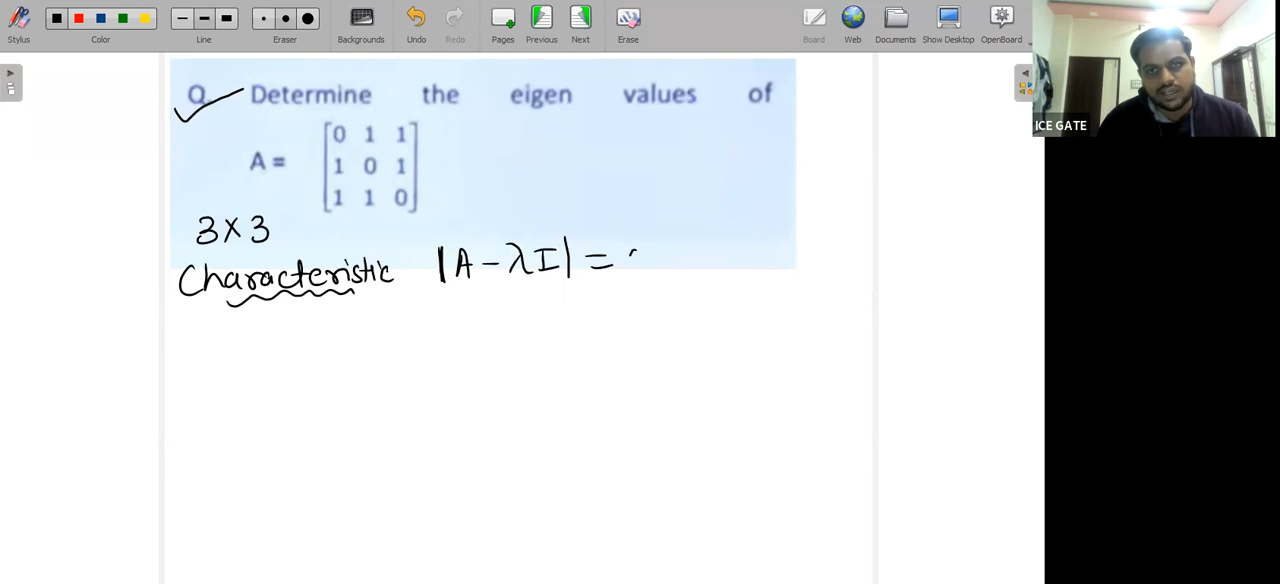 Stylus Color Line Eraser Backgrounds Undo Redo Pages Previous Next Erase Board Web Documents Show Desktop OpenBoard
ICE GATE
Q. Determine the eigen values of
A = [0 1 1
1 0 1
1 1 0]
3 × 3
Characteristic |A - λI| =